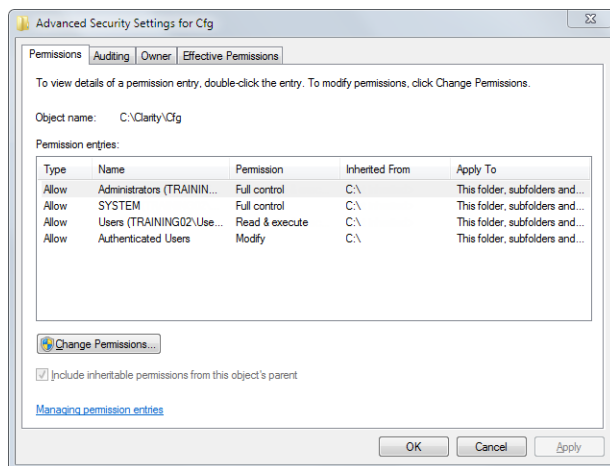 Advanced Security Settings for Cfg
Permissions Auditing Owner Effective Permissions
To view details of a permission entry, double-click the entry. To modify permissions, click Change Permissions.
Object name: C:\Clarity\Cfg
Permission entries:
Type Name Permission Inherited From Apply To
Allow Administrators (TRAININ... Full control C:\ This folder, subfolders and...
Allow SYSTEM Full control C:\ This folder, subfolders and...
Allow Users (TRAINING02\Use... Read & execute C:\ This folder, subfolders and...
Allow Authenticated Users Modify C:\ This folder, subfolders and...
Change Permissions...
Include inheritable permissions from this object's parent
Managing permission entries
OK Cancel Apply